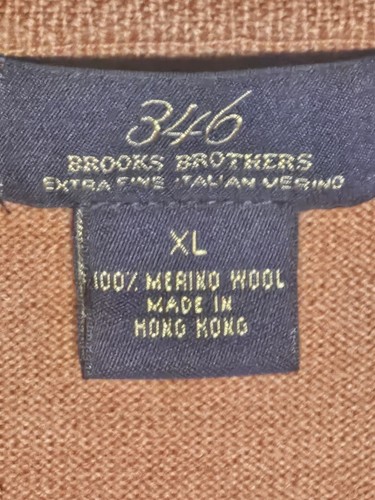 346
BROOKS BROTHERS
EXTRA FINE ITALIAN MERINO
XL
100% MERINO WOOL
MADE IN
HONG KONG